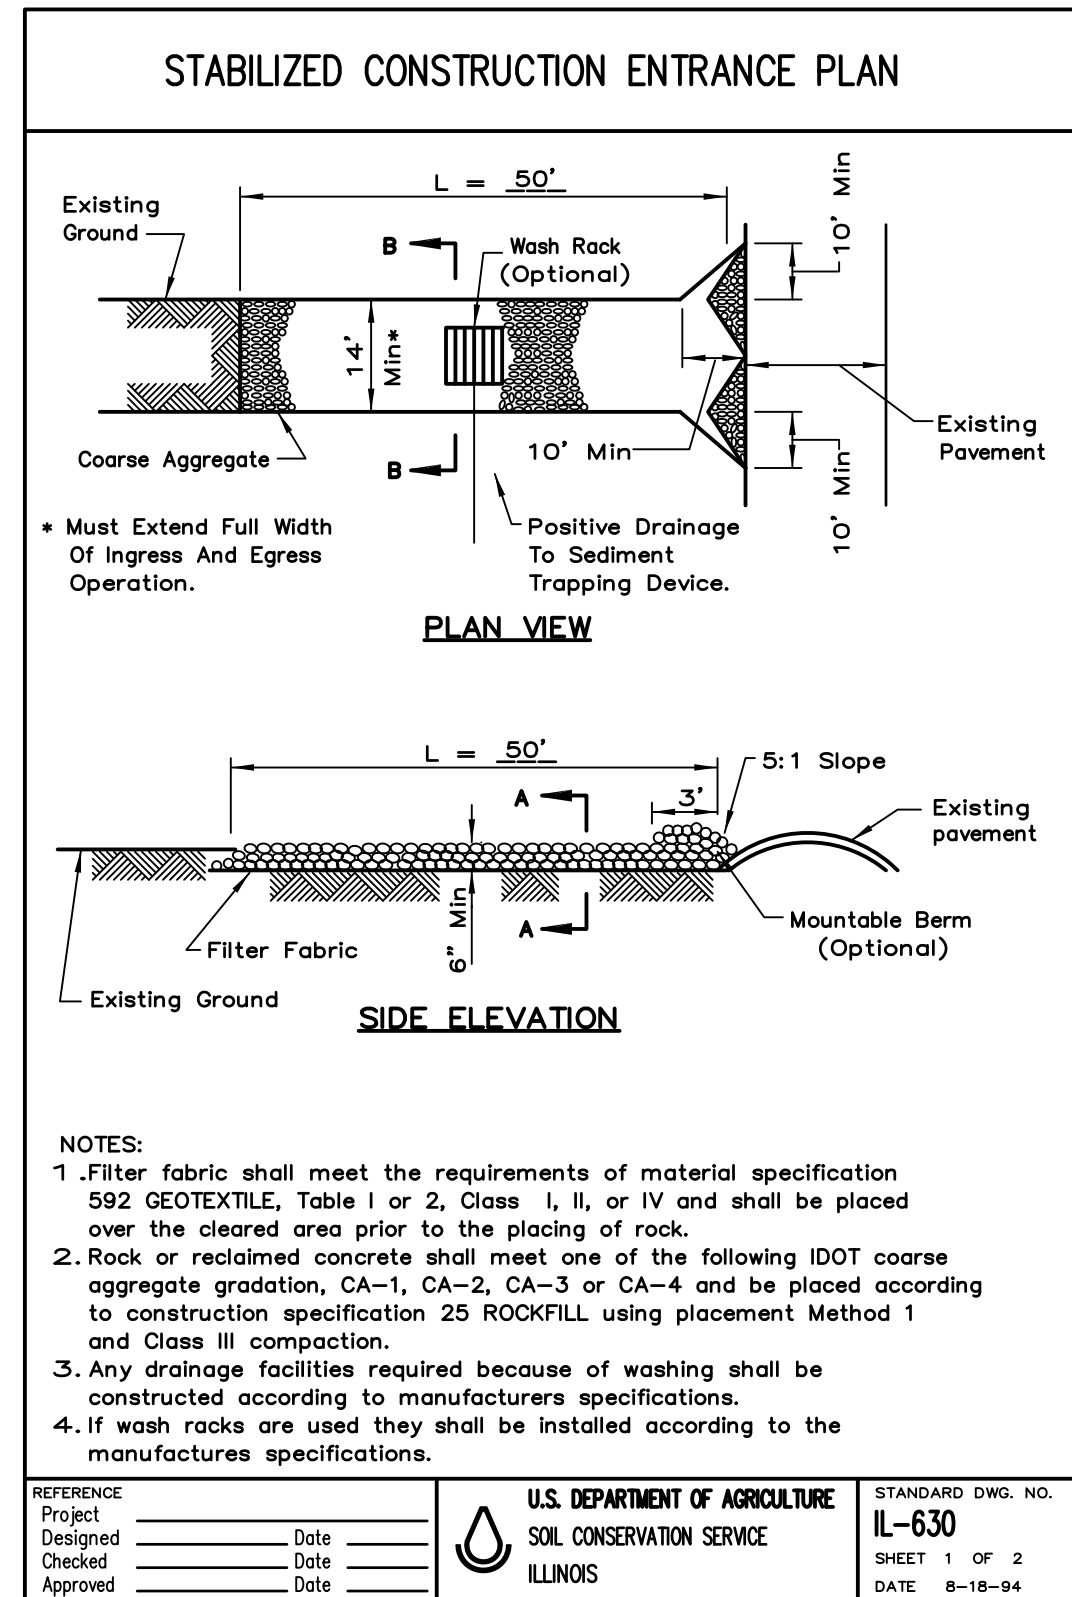 STABILIZED CONSTRUCTION ENTRANCE PLAN
L = 50'
Existing
Ground
B
Wash Rack
(Optional)
10' Min
14'
Min*
Coarse Aggregate
B
10' Min
Existing
Pavement
10' Min
* Must Extend Full Width
Of Ingress And Egress
Operation.
Positive Drainage
To Sediment
Trapping Device.
PLAN VIEW
L = 50'
5:1 Slope
A
3'
Existing
pavement
6" Min
A
Mountable Berm
(Optional)
Filter Fabric
Existing Ground
SIDE ELEVATION
NOTES:
1 .Filter fabric shall meet the requirements of material specification
592 GEOTEXTILE, Table I or 2, Class I, II, or IV and shall be placed
over the cleared area prior to the placing of rock.
2. Rock or reclaimed concrete shall meet one of the following IDOT coarse
aggregate gradation, CA-1, CA-2, CA-3 or CA-4 and be placed according
to construction specification 25 ROCKFILL using placement Method 1
and Class III compaction.
3. Any drainage facilities required because of washing shall be
constructed according to manufacturers specifications.
4. If wash racks are used they shall be installed according to the
manufactures specifications.
REFERENCE
Project
Designed Date
Checked Date
Approved Date
U.S. DEPARTMENT OF AGRICULTURE
SOIL CONSERVATION SERVICE
ILLINOIS
STANDARD DWG. NO.
IL-630
SHEET 1 OF 2
DATE 8-18-94